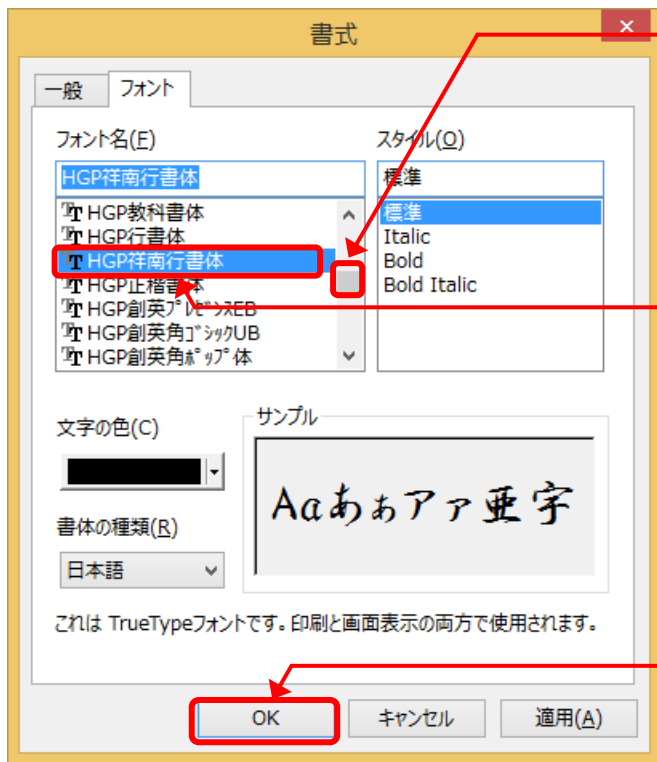 書式
一般 フォント
フォント名(F) スタイル(O)
HGP祥南行書体 標準
HGP教科書体 標準
HGP行書体 Italic
HGP祥南行書体 Bold
HGP正楷書体 Bold Italic
HGP創英ﾌﾟﾚｾﾞﾝｽEB
HGP創英角ｺﾞｼｯｸUB
HGP創英角ﾎﾟｯﾌﾟ体
文字の色(C) サンプル
Aaあぁアァ亜宇
書体の種類(R)
日本語
これは TrueTypeフォントです。印刷と画面表示の両方で使用されます。
OK キャンセル 適用(A)